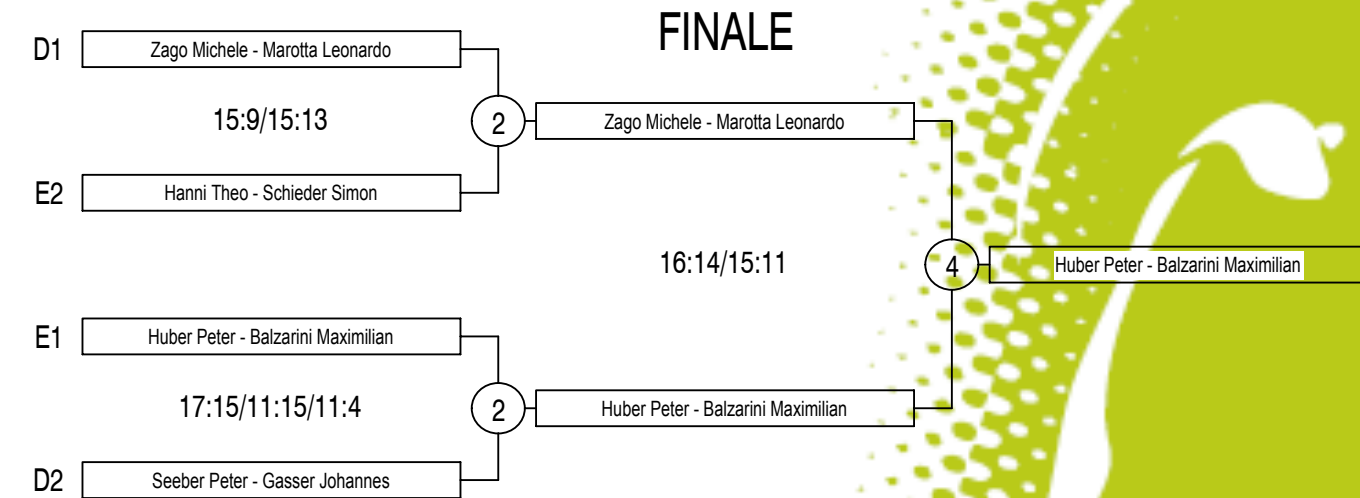 FINALE
D1
Zago Michele - Marotta Leonardo
15:9/15:13
2
Zago Michele - Marotta Leonardo
E2
Hanni Theo - Schieder Simon
16:14/15:11
4
Huber Peter - Balzarini Maximilian
E1
Huber Peter - Balzarini Maximilian
17:15/11:15/11:4
2
Huber Peter - Balzarini Maximilian
D2
Seeber Peter - Gasser Johannes